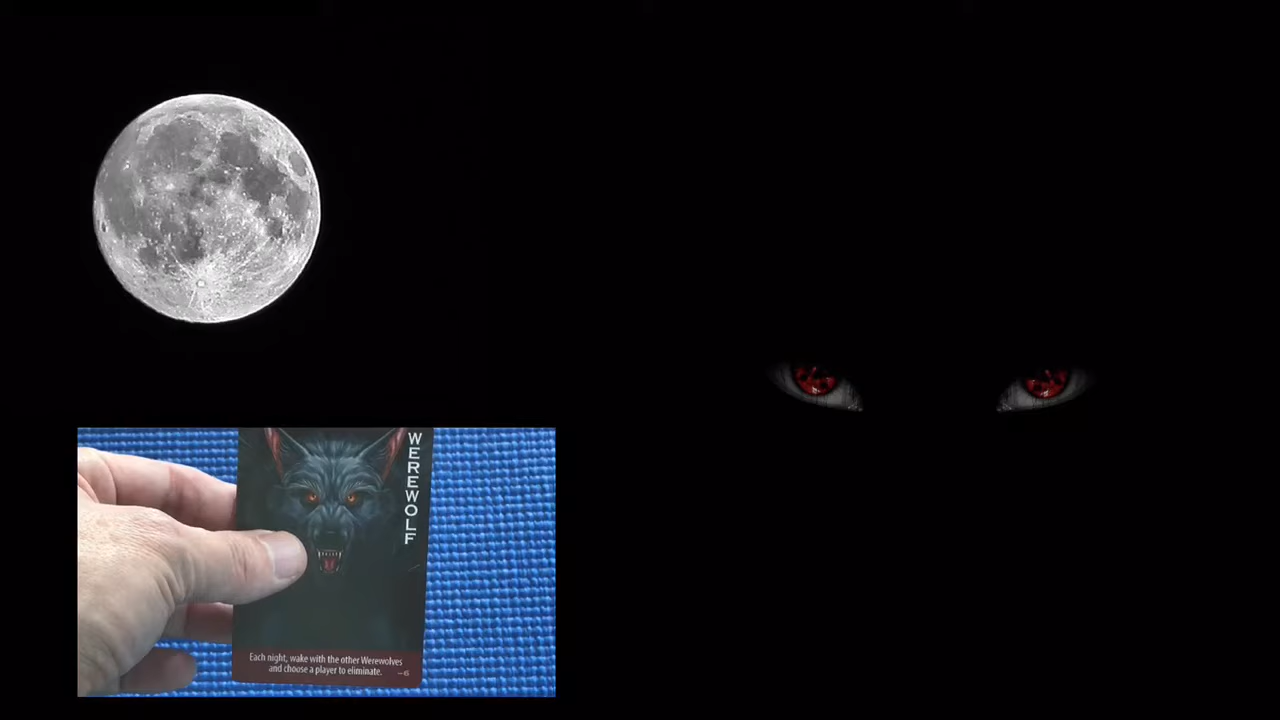 WEREWOLF
Each night, wake with the other Werewolves
and choose a player to eliminate.